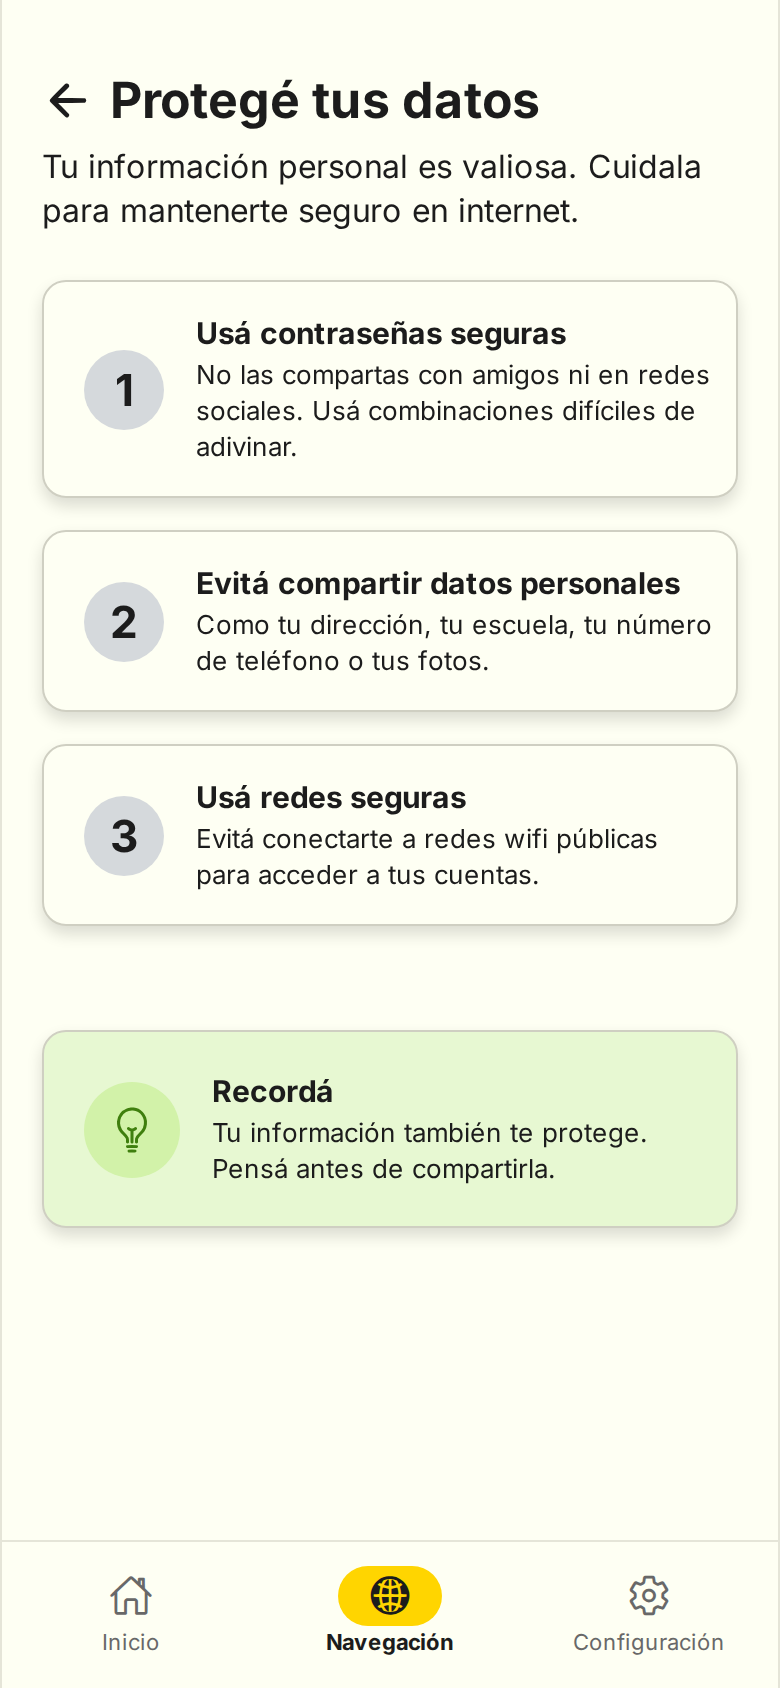 Protegé tus datos
Tu información personal es valiosa. Cuidala
para mantenerte seguro en internet.
1
Usá contraseñas seguras
No las compartas con amigos ni en redes
sociales. Usá combinaciones difíciles de
adivinar.
2
Evitá compartir datos personales
Como tu dirección, tu escuela, tu número
de teléfono o tus fotos.
3
Usá redes seguras
Evitá conectarte a redes wifi públicas
para acceder a tus cuentas.
Recordá
Tu información también te protege.
Pensá antes de compartirla.
Inicio
Navegación
Configuración